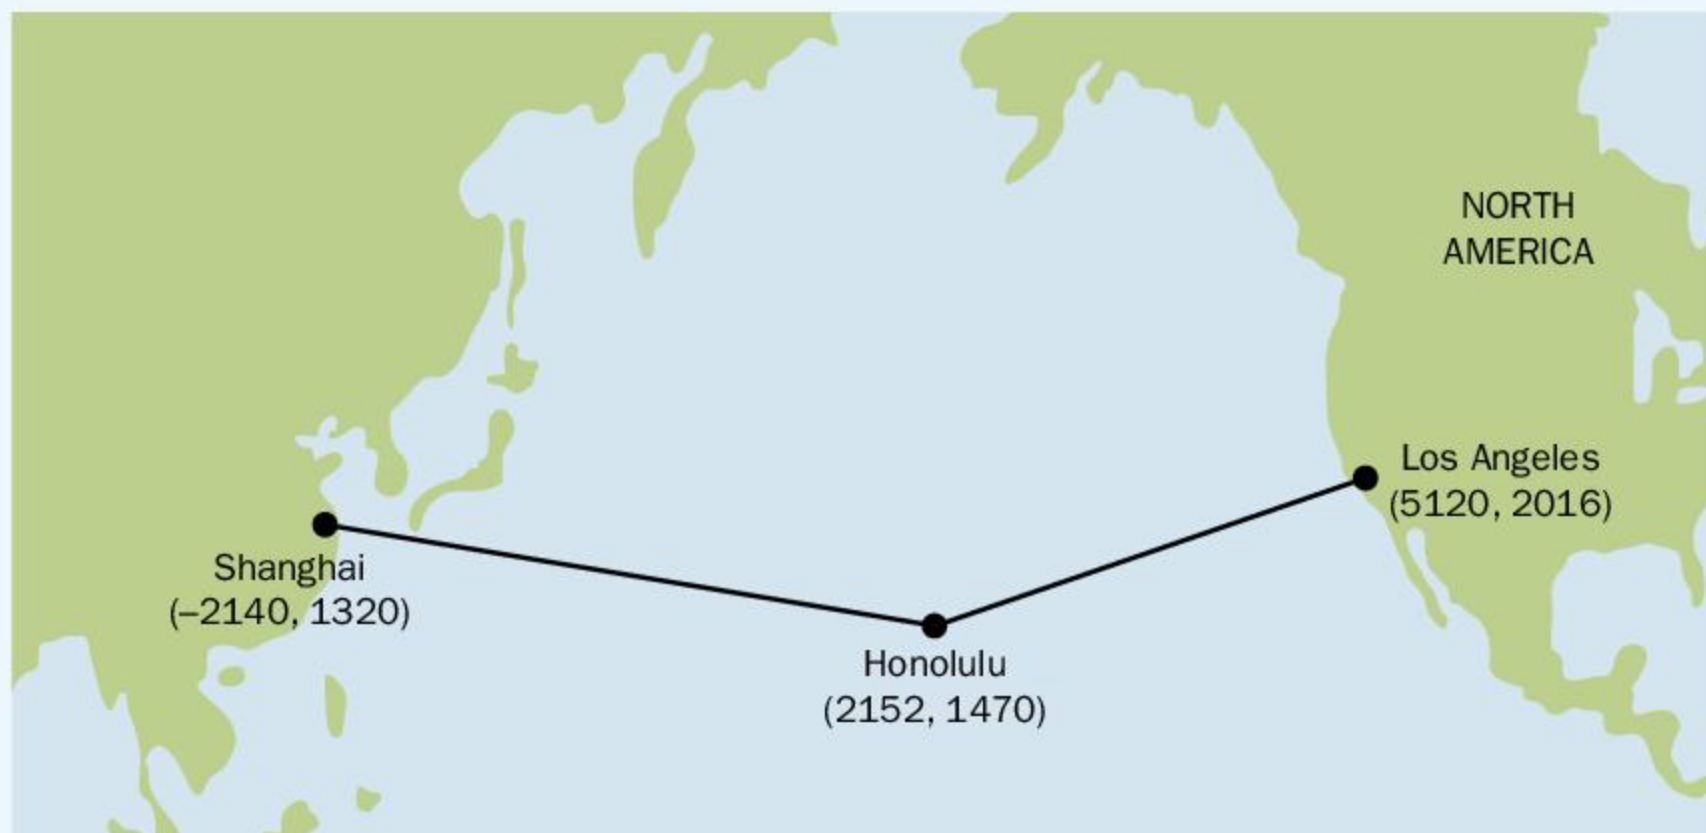 NORTH
AMERICA
Los Angeles
(5120, 2016)
Shanghai
(–2140, 1320)
Honolulu
(2152, 1470)